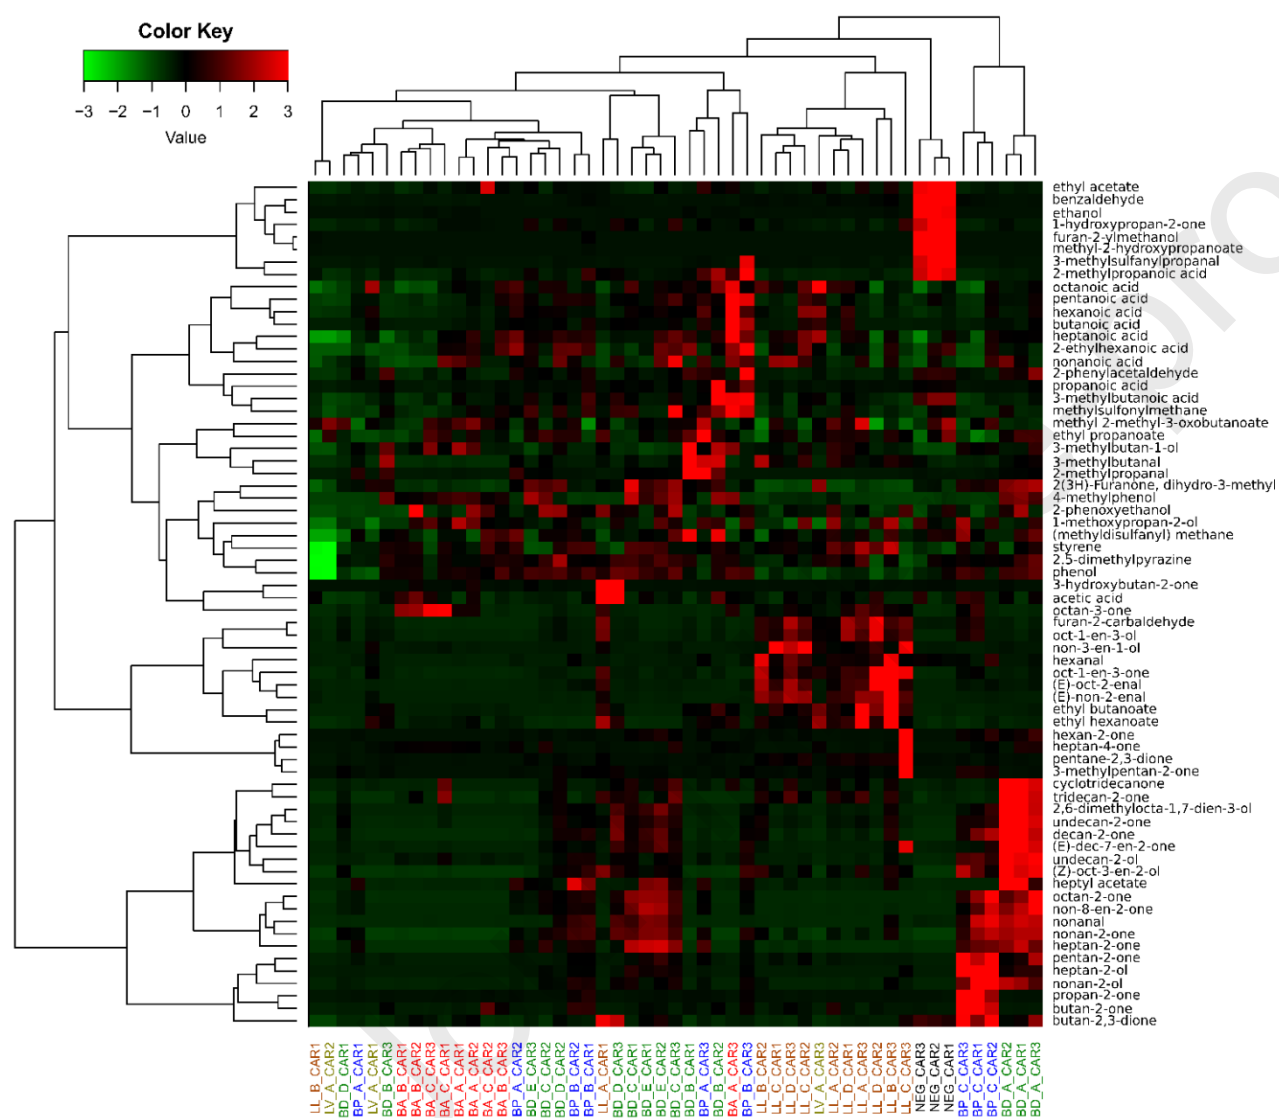 Color Key
−3 −2 −1 0 1 2 3
Value
ethyl acetate
benzaldehyde
ethanol
1-hydroxypropan-2-one
furan-2-ylmethanol
methyl-2-hydroxypropanoate
3-methylsulfanylpropanal
2-methylpropanoic acid
octanoic acid
pentanoic acid
hexanoic acid
butanoic acid
heptanoic acid
2-ethylhexanoic acid
nonanoic acid
2-phenylacetaldehyde
propanoic acid
3-methylbutanoic acid
methylsulfonylmethane
methyl 2-methyl-3-oxobutanoate
ethyl propanoate
3-methylbutan-1-ol
3-methylbutanal
2-methylpropanal
2(3H)-Furanone, dihydro-3-methyl
4-methylphenol
2-phenoxyethanol
1-methoxypropan-2-ol
(methyldisulfanyl) methane
styrene
2,5-dimethylpyrazine
phenol
3-hydroxybutan-2-one
acetic acid
octan-3-one
furan-2-carbaldehyde
oct-1-en-3-ol
non-3-en-1-ol
hexanal
oct-1-en-3-one
(E)-oct-2-enal
(E)-non-2-enal
ethyl butanoate
ethyl hexanoate
hexan-2-one
heptan-4-one
pentane-2,3-dione
3-methylpentan-2-one
cyclotridecanone
tridecan-2-one
2,6-dimethylocta-1,7-dien-3-ol
undecan-2-one
decan-2-one
(E)-dec-7-en-2-one
undecan-2-ol
(Z)-oct-3-en-2-ol
heptyl acetate
octan-2-one
non-8-en-2-one
nonanal
nonan-2-one
heptan-2-one
pentan-2-one
heptan-2-ol
nonan-2-ol
propan-2-one
butan-2-one
butan-2,3-dione
LL_B_CAR1
LV_A_CAR2
BD_D_CAR1
BP_A_CAR1
LV_A_CAR1
BD_B_CAR3
BA_B_CAR1
BA_B_CAR2
BA_C_CAR3
BA_C_CAR1
BA_A_CAR1
BA_A_CAR2
BA_C_CAR2
BA_B_CAR3
BP_A_CAR2
BD_E_CAR3
BD_C_CAR2
BD_D_CAR2
BP_B_CAR2
BP_B_CAR1
LL_A_CAR1
BD_D_CAR3
BD_C_CAR1
BD_E_CAR1
BD_E_CAR2
BD_C_CAR3
BD_B_CAR1
BP_A_CAR3
BD_B_CAR2
BA_A_CAR3
BP_B_CAR3
LL_B_CAR2
LL_C_CAR1
LL_D_CAR3
LL_C_CAR2
LV_A_CAR3
LL_A_CAR2
LL_D_CAR1
LL_A_CAR3
LL_D_CAR2
LL_B_CAR3
LL_C_CAR3
NEG_CAR3
NEG_CAR2
NEG_CAR1
BP_C_CAR3
BP_C_CAR1
BP_C_CAR2
BD_A_CAR2
BD_A_CAR1
BD_A_CAR3